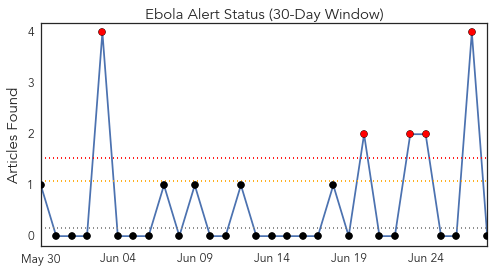 Ebola Alert Status (30-Day Window)
Articles Found
4
3
2
1
0
May 30
Jun 04
Jun 09
Jun 14
Jun 19
Jun 24